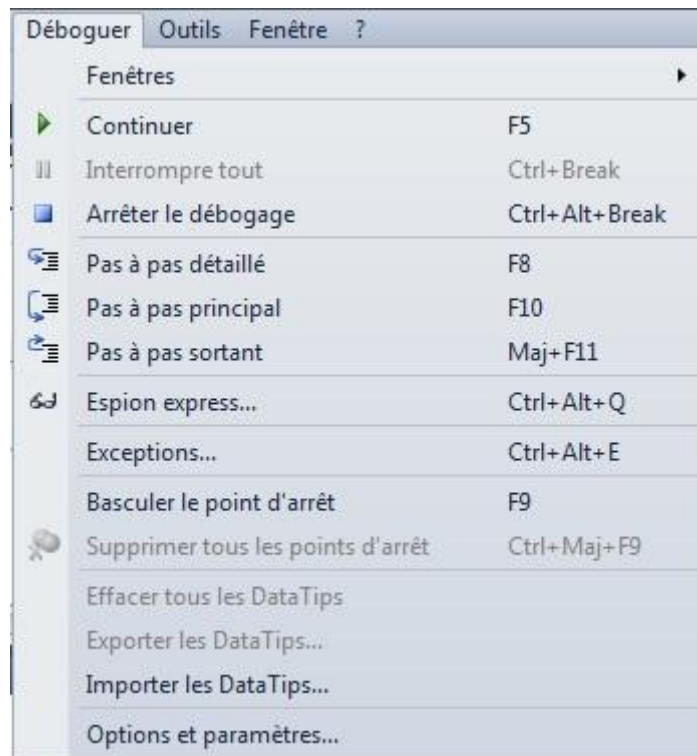 Déboguer Outils Fenêtre ?
Fenêtres
Continuer F5
Interrompre tout Ctrl+Break
Arrêter le débogage Ctrl+Alt+Break
Pas à pas détaillé F8
Pas à pas principal F10
Pas à pas sortant Maj+F11
Espion express... Ctrl+Alt+Q
Exceptions... Ctrl+Alt+E
Basculer le point d'arrêt F9
Supprimer tous les points d'arrêt Ctrl+Maj+F9
Effacer tous les DataTips
Exporter les DataTips...
Importer les DataTips...
Options et paramètres...